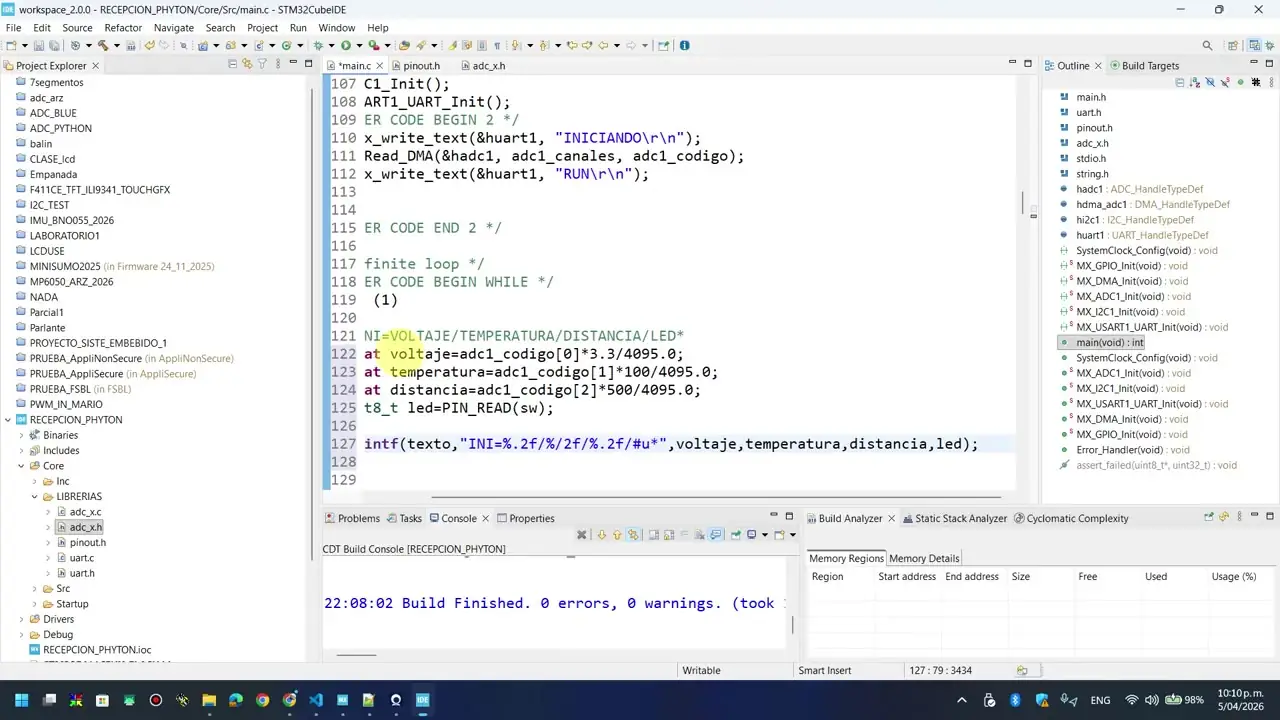 workspace_2.0.0 - RECEPCION_PHYTON/Core/Src/main.c - STM32CubeIDE
File Edit Source Refactor Navigate Search Project Run Window Help
Project Explorer
7segmentos
adc_arz
ADC_BLUE
ADC_PYTHON
balin
CLASE_lcd
Empanada
F411CE_TFT_ILI9341_TOUCHGFX
I2C_TEST
IMU_BNO055_2026
LABORATORIO1
LCDUSE
MINISUMO2025 (in Firmware 24_11_2025)
MP6050_ARZ_2026
NADA
Parcial1
Parlante
PROYECTO_SISTE_EMBEBIDO_1
PRUEBA_AppliNonSecure (in AppliNonSecure)
PRUEBA_AppliSecure (in AppliSecure)
PRUEBA_FSBL (in FSBL)
PWM_IN_MARIO
RECEPCION_PHYTON
Binaries
Includes
Core
Inc
LIBRERIAS
adc_x.c
adc_x.h
pinout.h
uart.c
uart.h
Src
Startup
Drivers
Debug
RECEPCION_PHYTON.ioc
*main.c pinout.h adc_x.h
107 C1_Init();
108 ART1_UART_Init();
109 ER CODE BEGIN 2 */
110 x_write_text(&huart1, "INICIANDO\r\n");
111 Read_DMA(&hadc1, adc1_canales, adc1_codigo);
112 x_write_text(&huart1, "RUN\r\n");
113
114
115 ER CODE END 2 */
116
117 finite loop */
118 ER CODE BEGIN WHILE */
119 (1)
120
121 NI=VOLTAJE/TEMPERATURA/DISTANCIA/LED*
122 at voltaje=adc1_codigo[0]*3.3/4095.0;
123 at temperatura=adc1_codigo[1]*100/4095.0;
124 at distancia=adc1_codigo[2]*500/4095.0;
125 t8_t led=PIN_READ(sw);
126
127 intf(texto,"INI=%.2f/%/2f/%.2f/#u*",voltaje,temperatura,distancia,led);
128
129
Outline Build Targets
main.h
uart.h
pinout.h
adc_x.h
stdio.h
string.h
hadc1 : ADC_HandleTypeDef
hdma_adc1 : DMA_HandleTypeDef
hi2c1 : I2C_HandleTypeDef
huart1 : UART_HandleTypeDef
SystemClock_Config(void) : void
MX_GPIO_Init(void) : void
MX_DMA_Init(void) : void
MX_ADC1_Init(void) : void
MX_I2C1_Init(void) : void
MX_USART1_UART_Init(void) : void
main(void) : int
SystemClock_Config(void) : void
MX_ADC1_Init(void) : void
MX_I2C1_Init(void) : void
MX_USART1_UART_Init(void) : void
MX_DMA_Init(void) : void
MX_GPIO_Init(void) : void
Error_Handler(void) : void
assert_failed(uint8_t*, uint32_t) : void
Problems Tasks Console Properties
CDT Build Console [RECEPCION_PHYTON]
22:08:02 Build Finished. 0 errors, 0 warnings. (took
Build Analyzer Static Stack Analyzer Cyclomatic Complexity
Memory Regions Memory Details
Region Start address End address Size Free Used Usage (%)
Writable Smart Insert 127 : 79 : 3434
ENG 98% 10:10 p.m.
5/04/2026